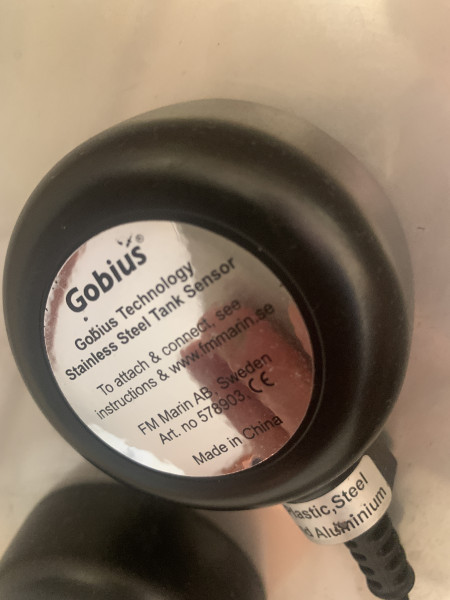 Gobius®
Gobius Technology
Stainless Steel Tank Sensor
To attach & connect, see
instructions & www.fmmarin.se
FM Marin AB, Sweden
Art. no 578903 CE
Made in China
Plastic, Steel
Aluminium